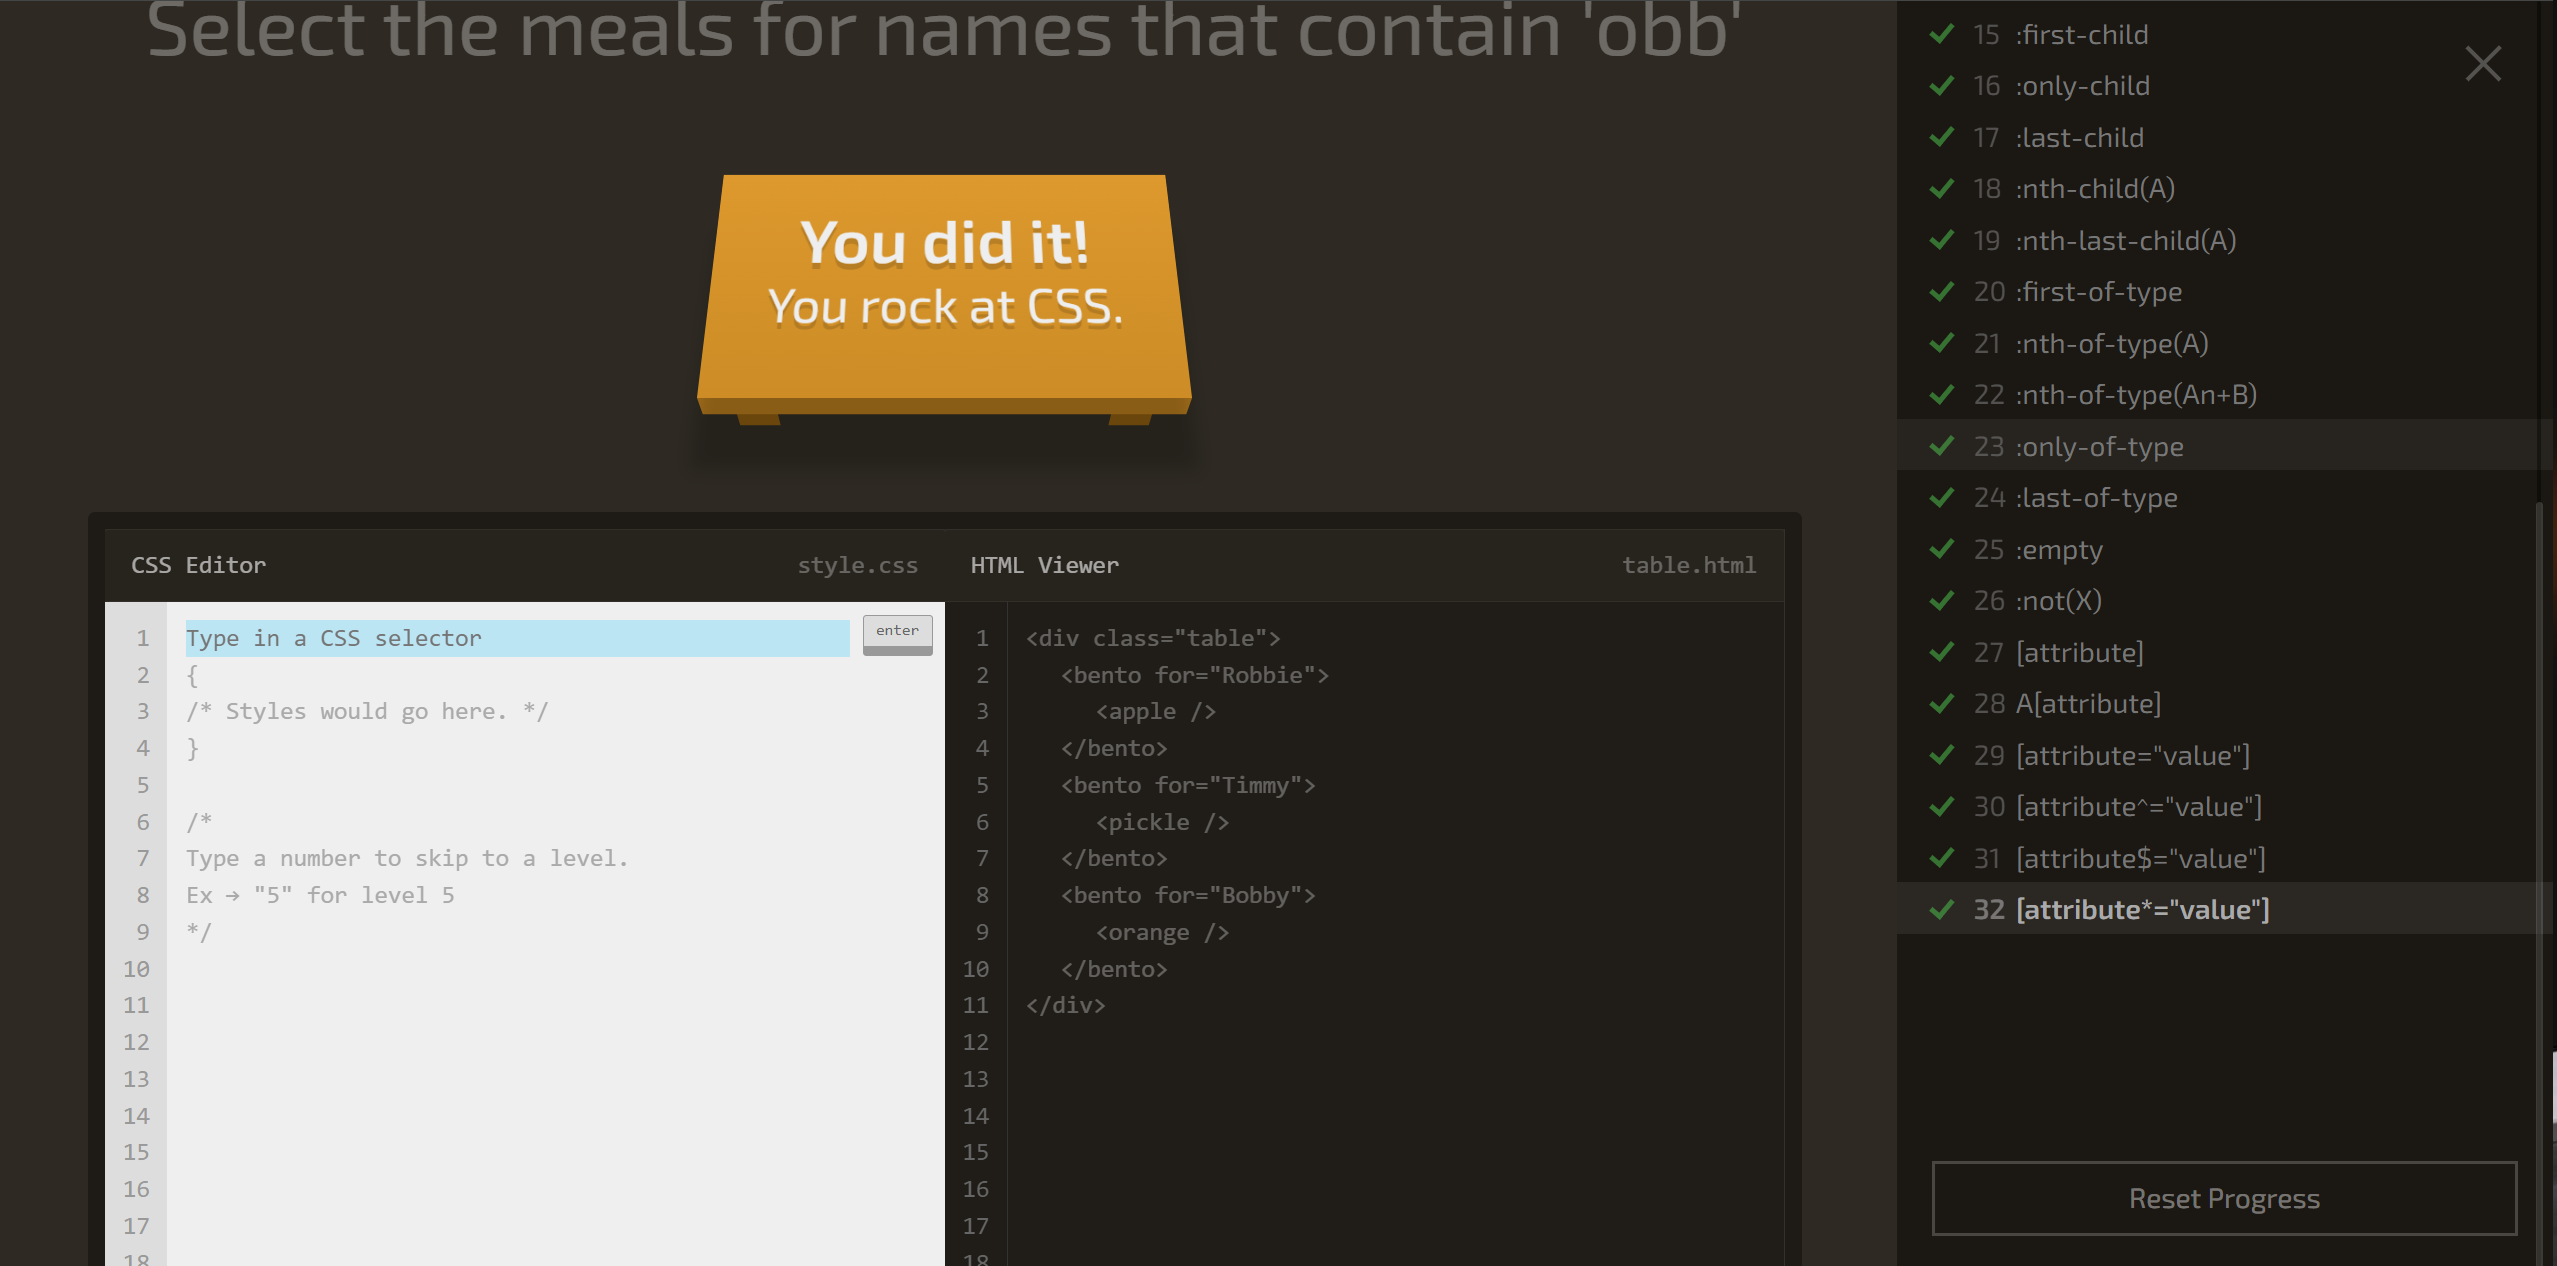 Select the meals for names that contain 'obb'
You did it!
You rock at CSS.
CSS Editor
style.css
1 Type in a CSS selector
enter
2 {
3 /* Styles would go here. */
4 }
5
6 /*
7 Type a number to skip to a level.
8 Ex → "5" for level 5
9 */
10
11
12
13
14
15
16
17
18
HTML Viewer
table.html
1 <div class="table">
2 <bento for="Robbie">
3 <apple />
4 </bento>
5 <bento for="Timmy">
6 <pickle />
7 </bento>
8 <bento for="Bobby">
9 <orange />
10 </bento>
11 </div>
12
13
14
15
16
17
18
15 :first-child
16 :only-child
17 :last-child
18 :nth-child(A)
19 :nth-last-child(A)
20 :first-of-type
21 :nth-of-type(A)
22 :nth-of-type(An+B)
23 :only-of-type
24 :last-of-type
25 :empty
26 :not(X)
27 [attribute]
28 A[attribute]
29 [attribute="value"]
30 [attribute^="value"]
31 [attribute$="value"]
32 [attribute*="value"]
Reset Progress